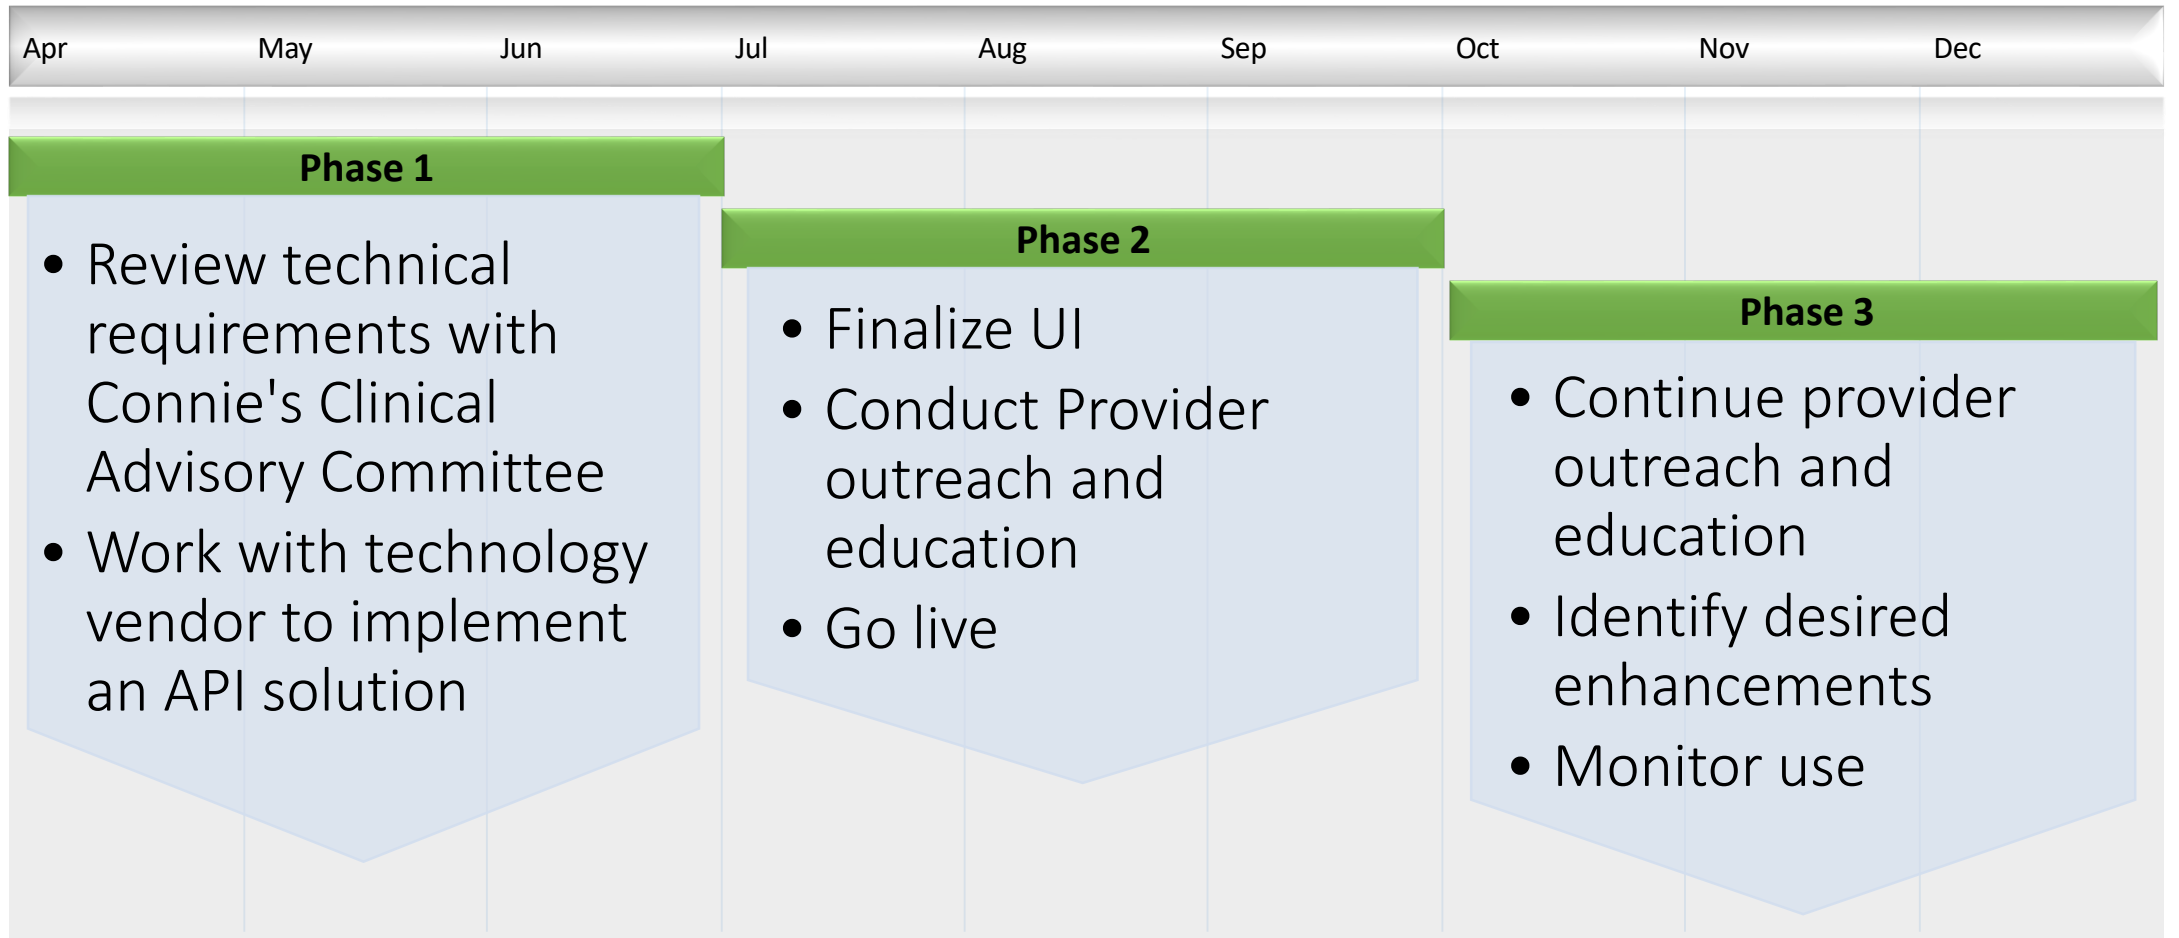 Apr May Jun Jul Aug Sep Oct Nov Dec
Phase 1
• Review technical
requirements with
Connie's Clinical
Advisory Committee
• Work with technology
vendor to implement
an API solution
Phase 2
• Finalize UI
• Conduct Provider
outreach and
education
• Go live
Phase 3
• Continue provider
outreach and
education
• Identify desired
enhancements
• Monitor use